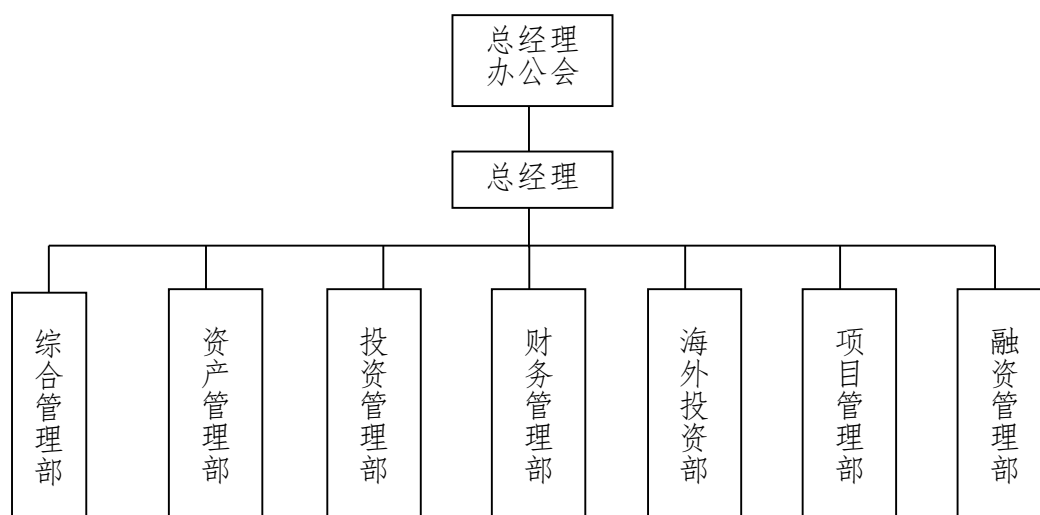 总经理
办公会
总经理
综合管理部
资产管理部
投资管理部
财务管理部
海外投资部
项目管理部
融资管理部